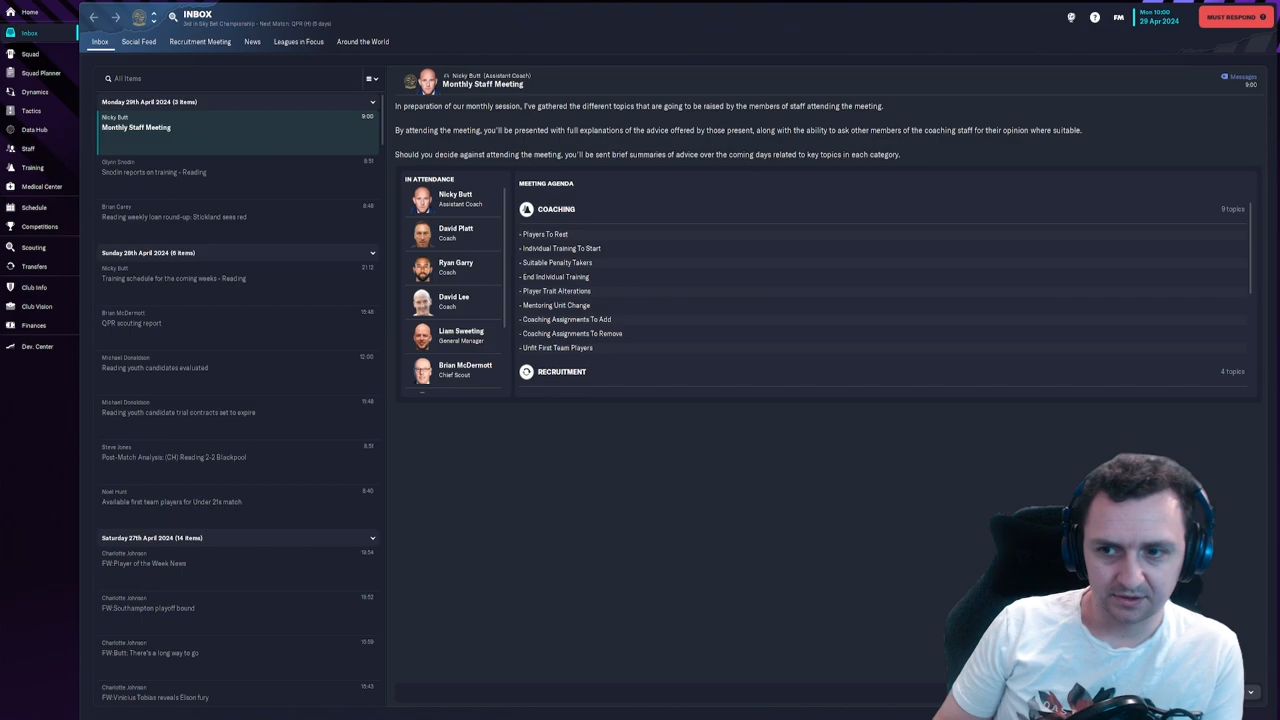 Home
Inbox
Squad
Squad Planner
Dynamics
Tactics
Data Hub
Staff
Training
Medical Center
Schedule
Competitions
Scouting
Transfers
Club Info
Club Vision
Finances
Dev. Center
INBOX
3rd in Sky Bet Championship - Next Match: QPR (H) (5 days)
FM
Mon 10:00
29 Apr 2024
MUST RESPOND
Inbox
Social Feed
Recruitment Meeting
News
Leagues in Focus
Around the World
All Items
Monday 29th April 2024 (3 items)
Nicky Butt 9:00
Monthly Staff Meeting
Glynn Snodin 8:51
Snodin reports on training - Reading
Brian Carey 8:48
Reading weekly loan round-up: Stickland sees red
Sunday 28th April 2024 (6 items)
Nicky Butt 21:12
Training schedule for the coming weeks - Reading
Brian McDermott 15:48
QPR scouting report
Michael Donaldson 12:00
Reading youth candidates evaluated
Michael Donaldson 11:48
Reading youth candidate trial contracts set to expire
Steve Jones 8:51
Post-Match Analysis: (CH) Reading 2-2 Blackpool
Noel Hunt 8:40
Available first team players for Under 21s match
Saturday 27th April 2024 (14 items)
Charlotte Johnson 19:54
FW:Player of the Week News
Charlotte Johnson 19:52
FW:Southampton playoff bound
Charlotte Johnson 15:59
FW:Butt: There's a long way to go
Charlotte Johnson 15:43
FW:Vinicius Tobias reveals Elson fury
Nicky Butt (Assistant Coach)
Monthly Staff Meeting
Messages
9:00
In preparation of our monthly session, I've gathered the different topics that are going to be raised by the members of staff attending the meeting.
By attending the meeting, you'll be presented with full explanations of the advice offered by those present, along with the ability to ask other members of the coaching staff for their opinion where suitable.
Should you decide against attending the meeting, you'll be sent brief summaries of advice over the coming days related to key topics in each category.
IN ATTENDANCE
Nicky Butt
Assistant Coach
David Platt
Coach
Ryan Garry
Coach
David Lee
Coach
Liam Sweeting
General Manager
Brian McDermott
Chief Scout
MEETING AGENDA
COACHING 9 topics
- Players To Rest
- Individual Training To Start
- Suitable Penalty Takers
- End Individual Training
- Player Trait Alterations
- Mentoring Unit Change
- Coaching Assignments To Add
- Coaching Assignments To Remove
- Unfit First Team Players
RECRUITMENT 4 topics